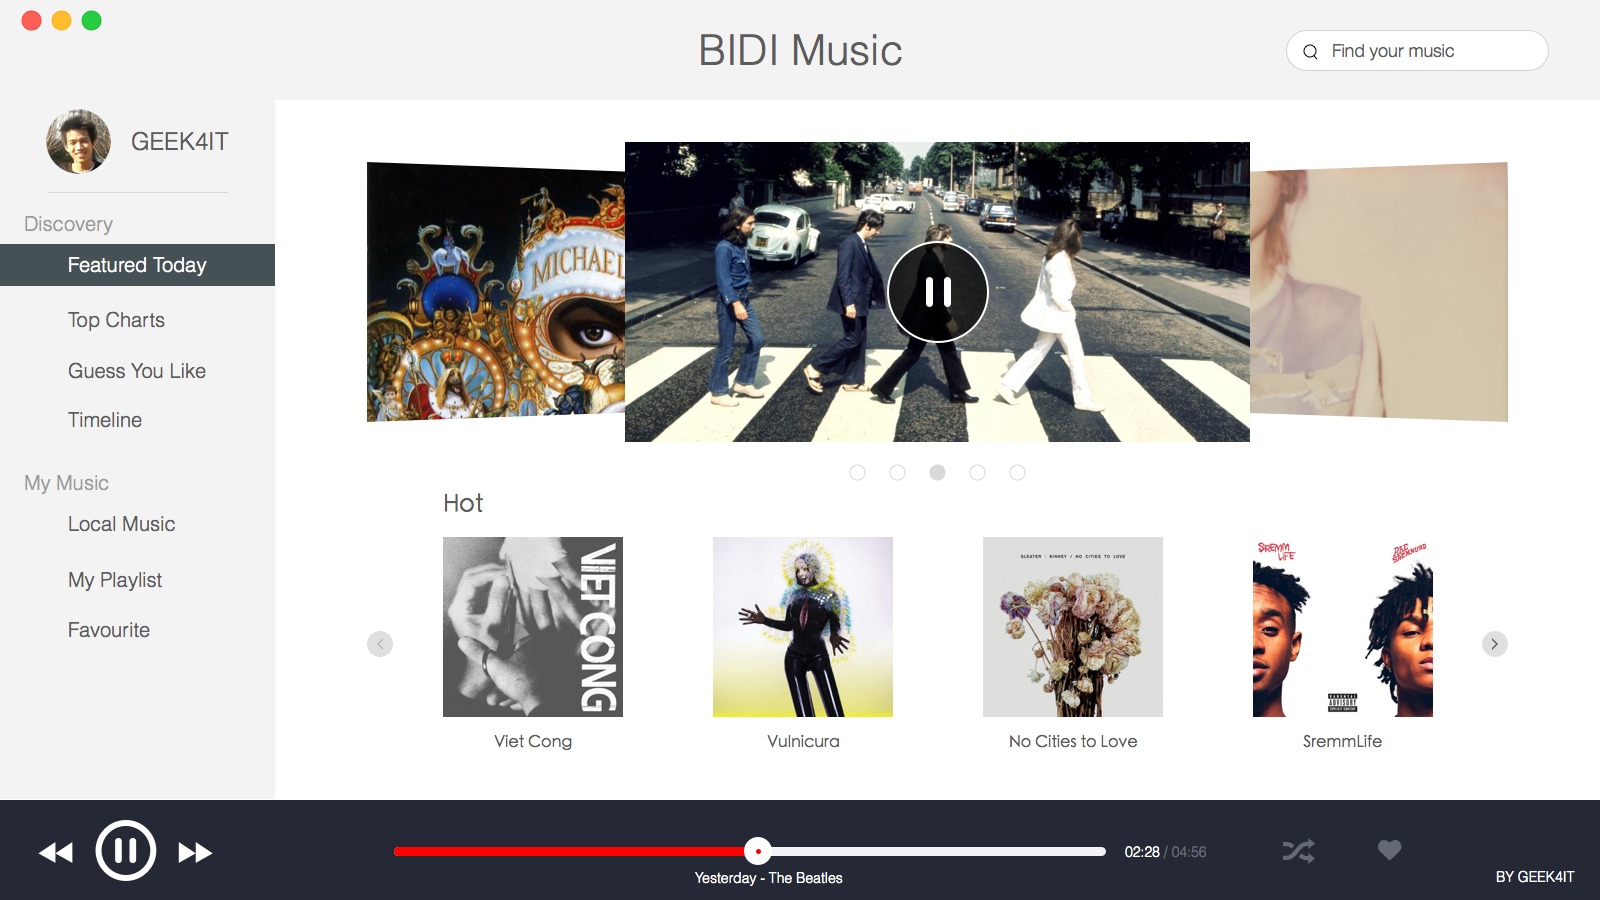 BIDI Music
Find your music
GEEK4IT
Discovery
Featured Today
Top Charts
Guess You Like
Timeline
My Music
Local Music
My Playlist
Favourite
MICHAEL
Hot
VIET CONG
SLEATER - KINNEY / NO CITIES TO LOVE
SREMM
LIFE
RAE
SREMMURD
PARENTAL
ADVISORY
EXPLICIT CONTENT
Viet Cong
Vulnicura
No Cities to Love
SremmLife
02:28 / 04:56
Yesterday - The Beatles
BY GEEK4IT